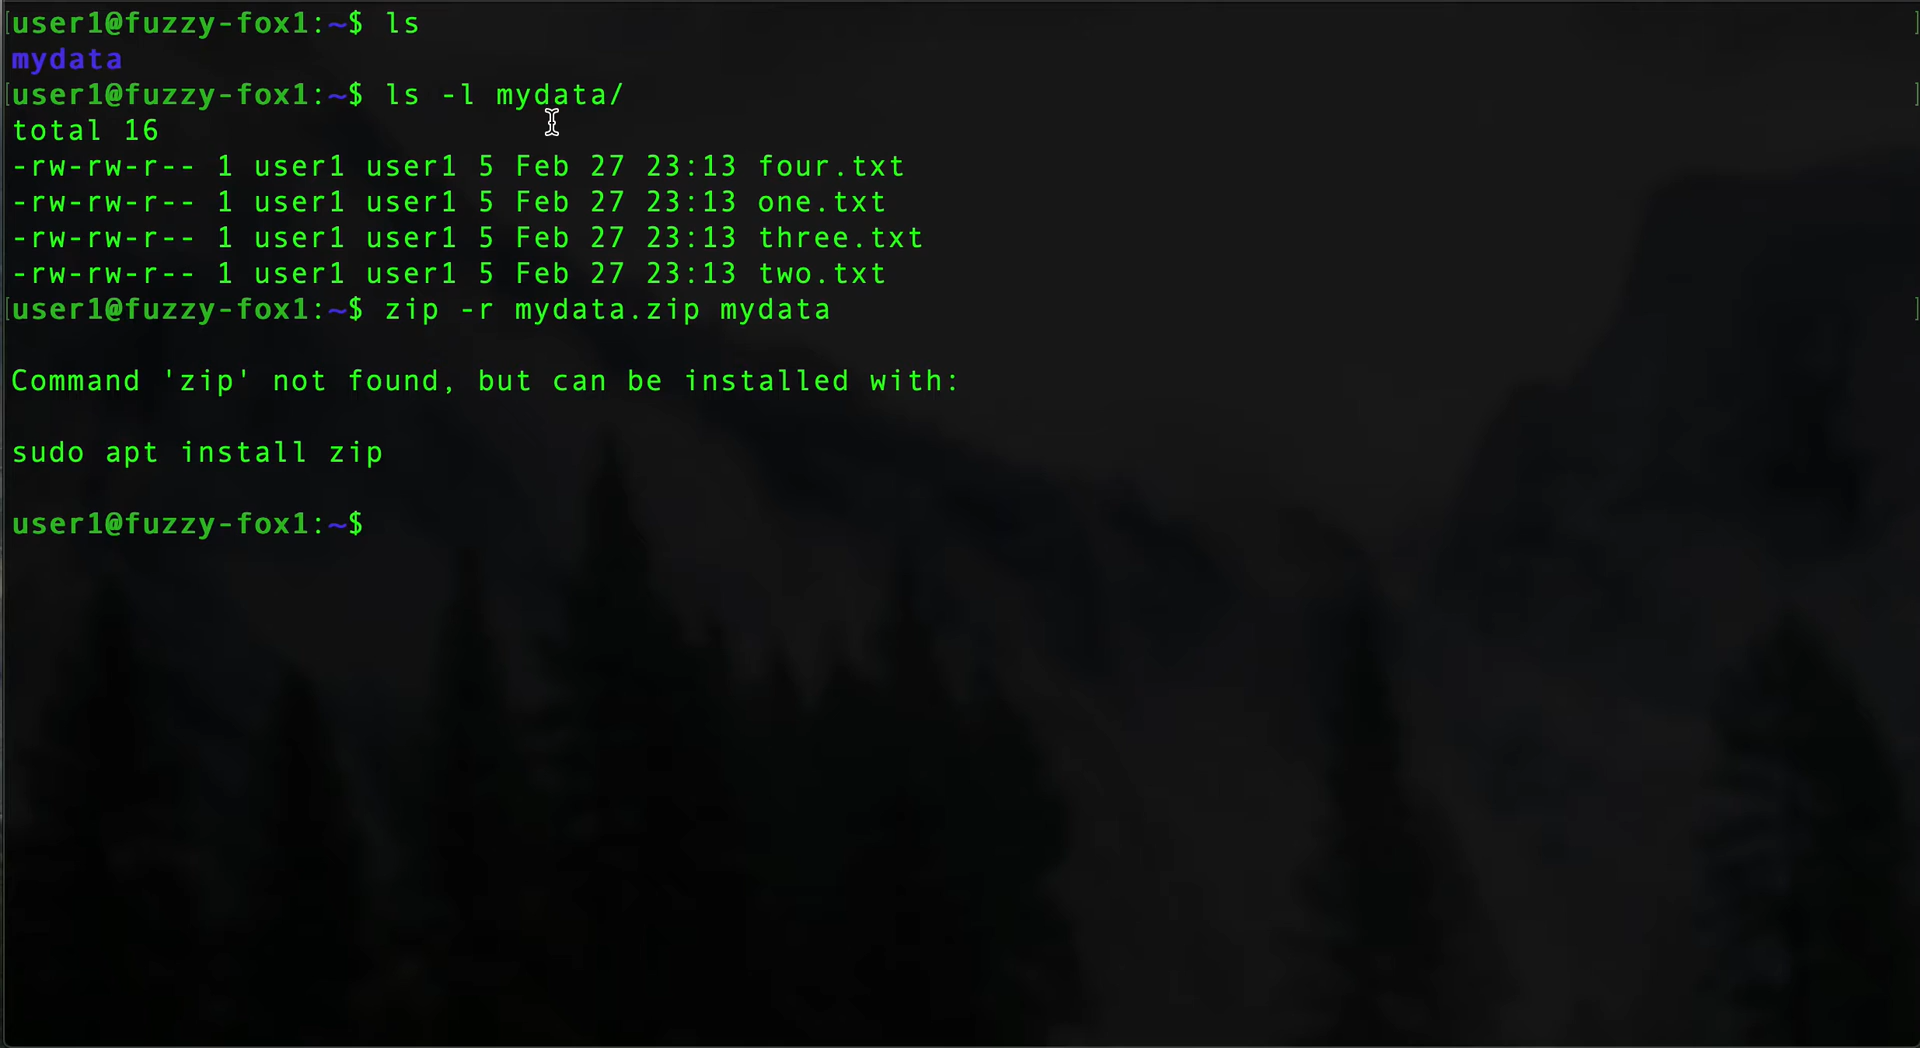 [user1@fuzzy-fox1:~$ ls ]
mydata
[user1@fuzzy-fox1:~$ ls -l mydata/ ]
total 16
-rw-rw-r-- 1 user1 user1 5 Feb 27 23:13 four.txt
-rw-rw-r-- 1 user1 user1 5 Feb 27 23:13 one.txt
-rw-rw-r-- 1 user1 user1 5 Feb 27 23:13 three.txt
-rw-rw-r-- 1 user1 user1 5 Feb 27 23:13 two.txt
[user1@fuzzy-fox1:~$ zip -r mydata.zip mydata ]
Command 'zip' not found, but can be installed with:
sudo apt install zip
user1@fuzzy-fox1:~$